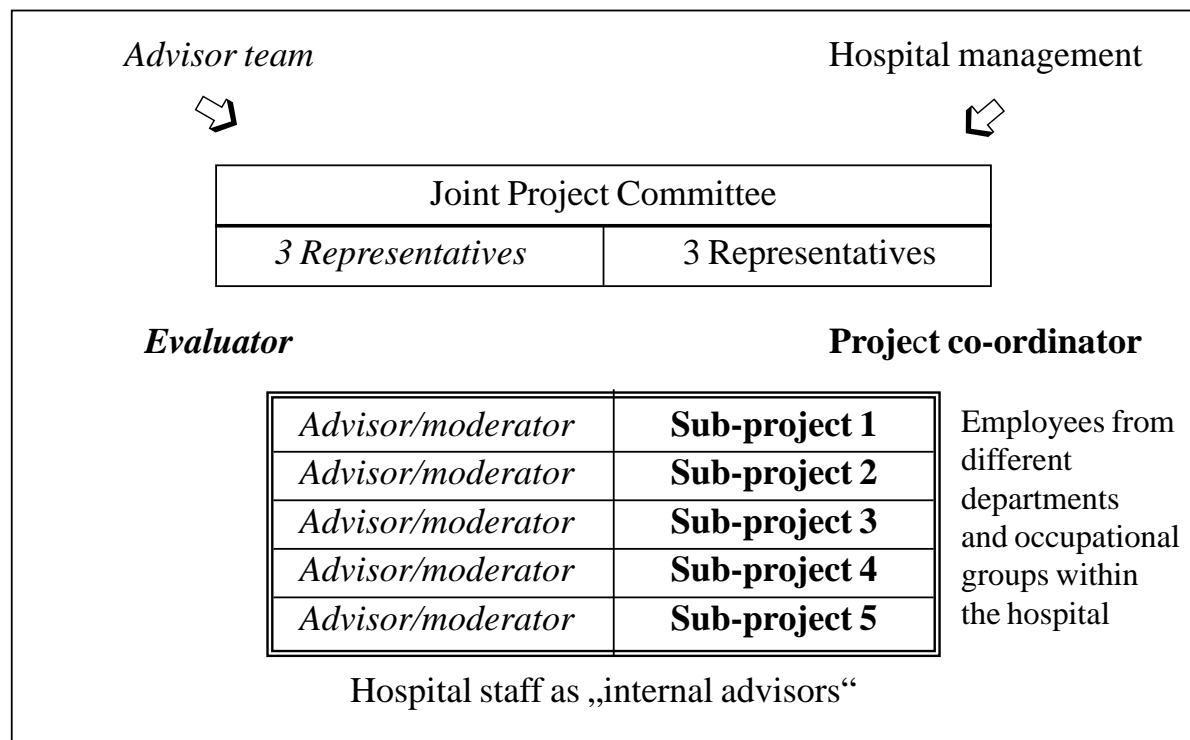 Advisor team
Hospital management
Joint Project Committee
3 Representatives
3 Representatives
Evaluator
Project co-ordinator
Advisor/moderator
Sub-project 1
Advisor/moderator
Sub-project 2
Advisor/moderator
Sub-project 3
Advisor/moderator
Sub-project 4
Advisor/moderator
Sub-project 5
Employees from
different
departments
and occupational
groups within
the hospital
Hospital staff as „internal advisors“